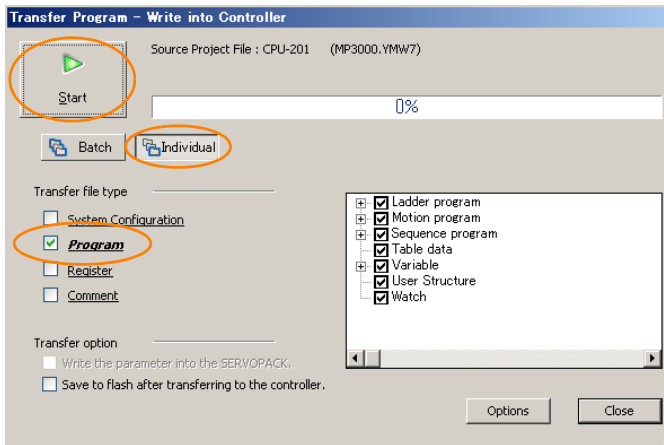 Transfer Program - Write into Controller
Source Project File : CPU-201 (MP3000.YMW7)
Start
0%
Batch
Individual
Transfer file type
System Configuration
Program
Register
Comment
Ladder program
Motion program
Sequence program
Table data
Variable
User Structure
Watch
Transfer option
Write the parameter into the SERVOPACK.
Save to flash after transferring to the controller.
Options
Close